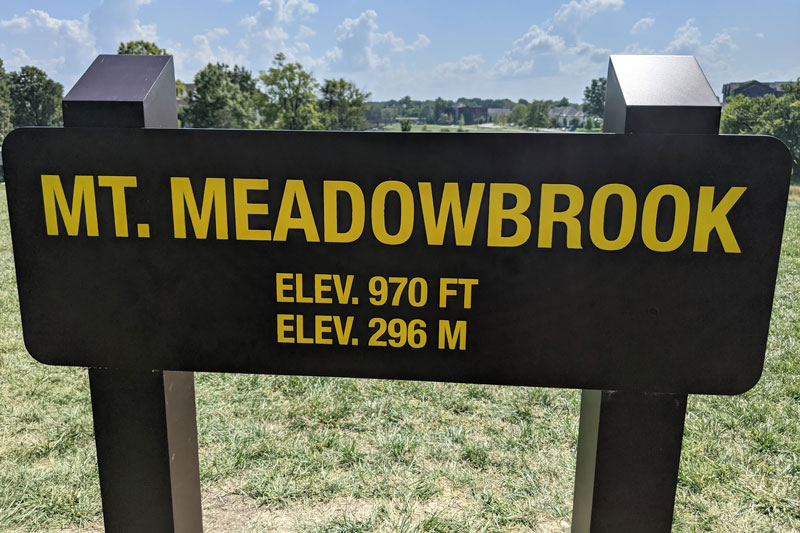 MT. MEADOWBROOK
ELEV. 970 FT
ELEV. 296 M